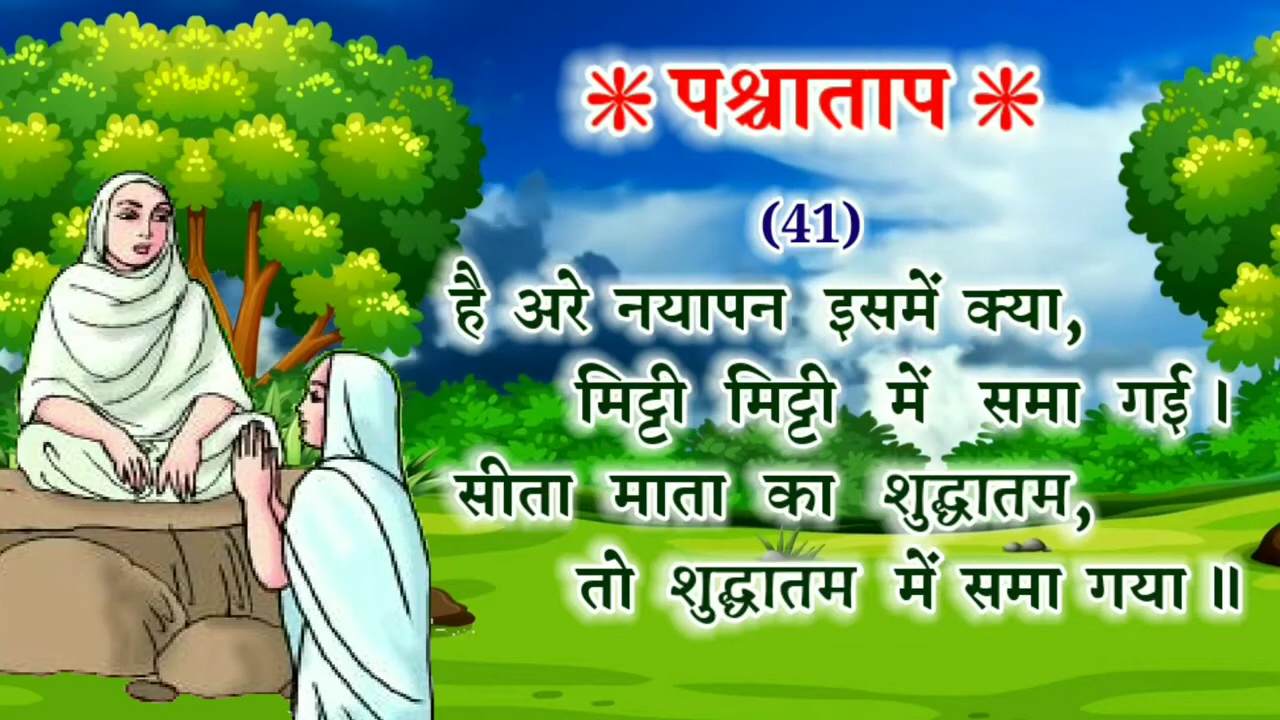 ❋ पश्चाताप ❋
(41)
है अरे नयापन इसमें क्या,
मिट्टी मिट्टी में समा गई।
सीता माता का शुद्धातम,
तो शुद्धातम में समा गया॥